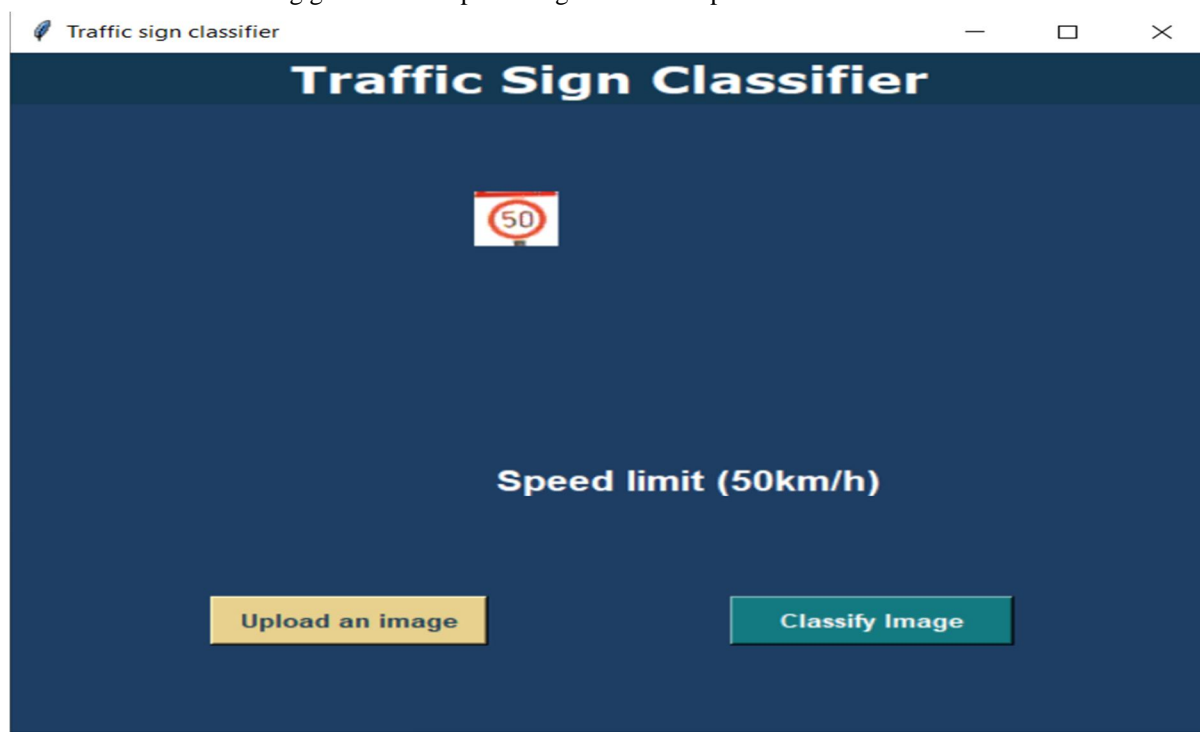 Traffic sign classifier
Traffic Sign Classifier
50
Speed limit (50km/h)
Upload an image
Classify Image